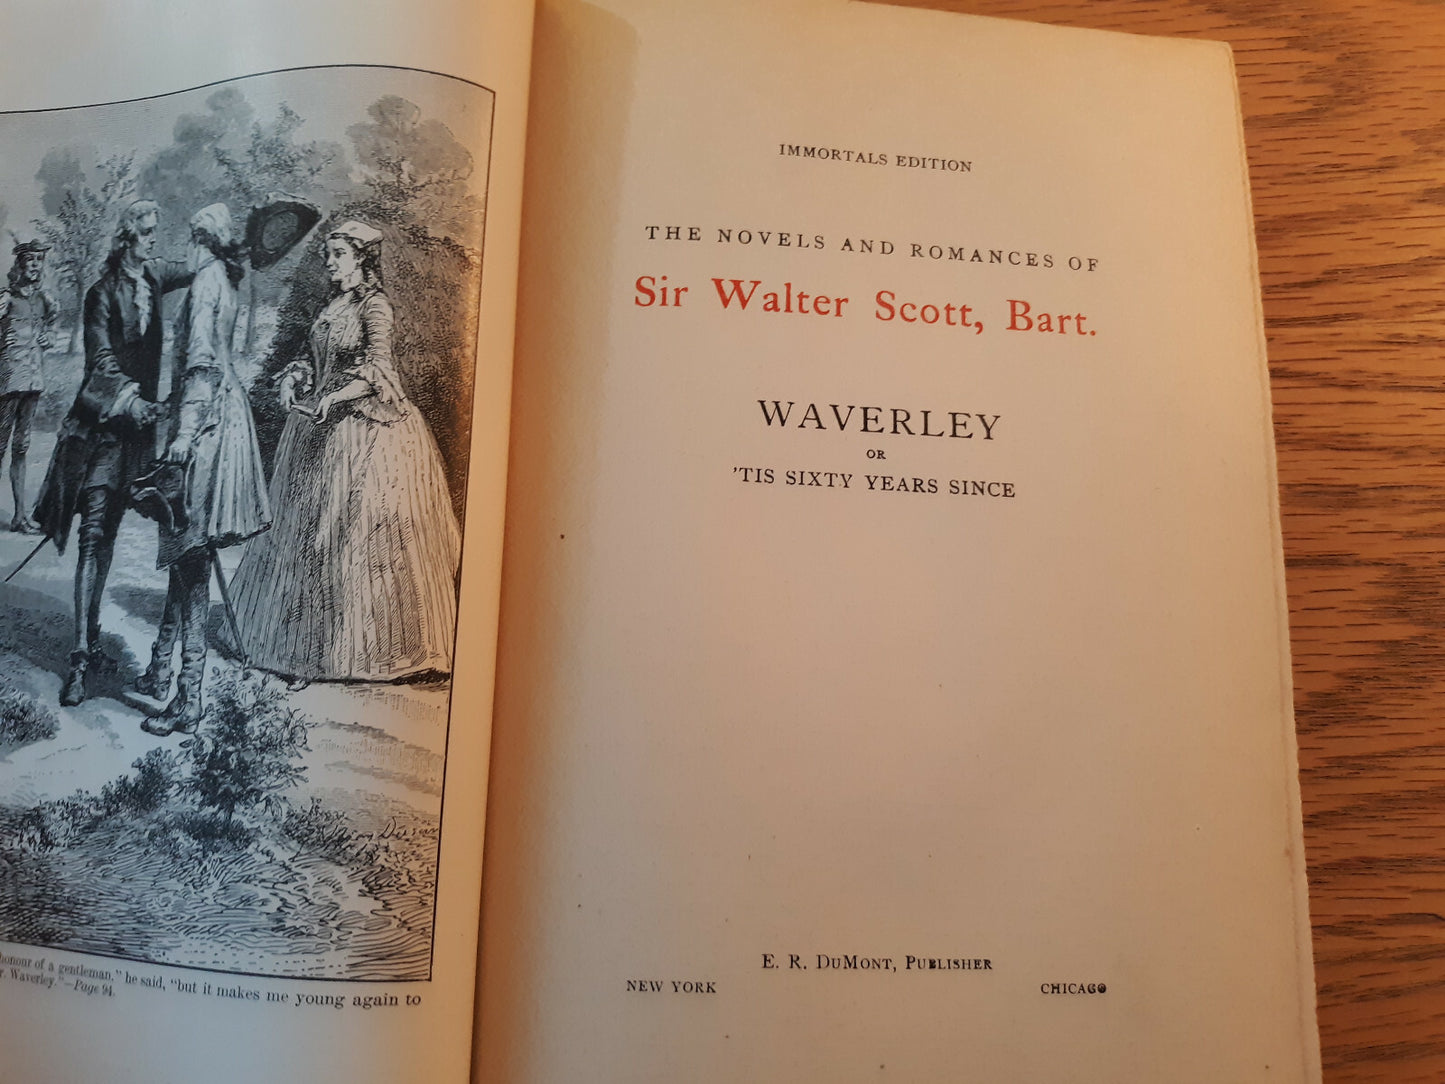 honour of a gentleman," he said, "but it makes me young again to
Waverley."—Page 94.
IMMORTALS EDITION
THE NOVELS AND ROMANCES OF
Sir Walter Scott, Bart.
WAVERLEY
OR
'TIS SIXTY YEARS SINCE
E. R. DuMont, Publisher
NEW YORK CHICAGO